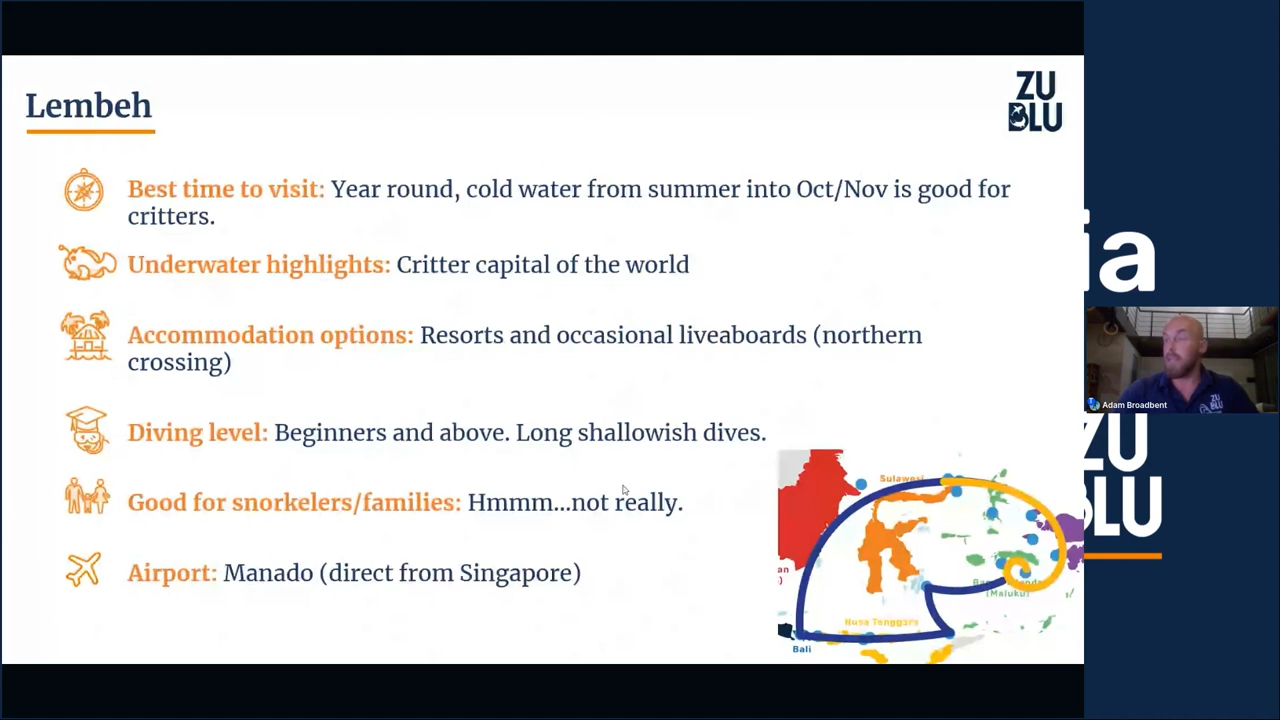 Lembeh
ZU
BLU
Best time to visit: Year round, cold water from summer into Oct/Nov is good for
critters.
Underwater highlights: Critter capital of the world
Accommodation options: Resorts and occasional liveaboards (northern
crossing)
Diving level: Beginners and above. Long shallowish dives.
Good for snorkelers/families: Hmmm...not really.
Airport: Manado (direct from Singapore)
Sulawesi
(Maluku)
Nusa Tenggara
Bali
ia
ZU
BLU
Adam Broadbent
ZU
BLU